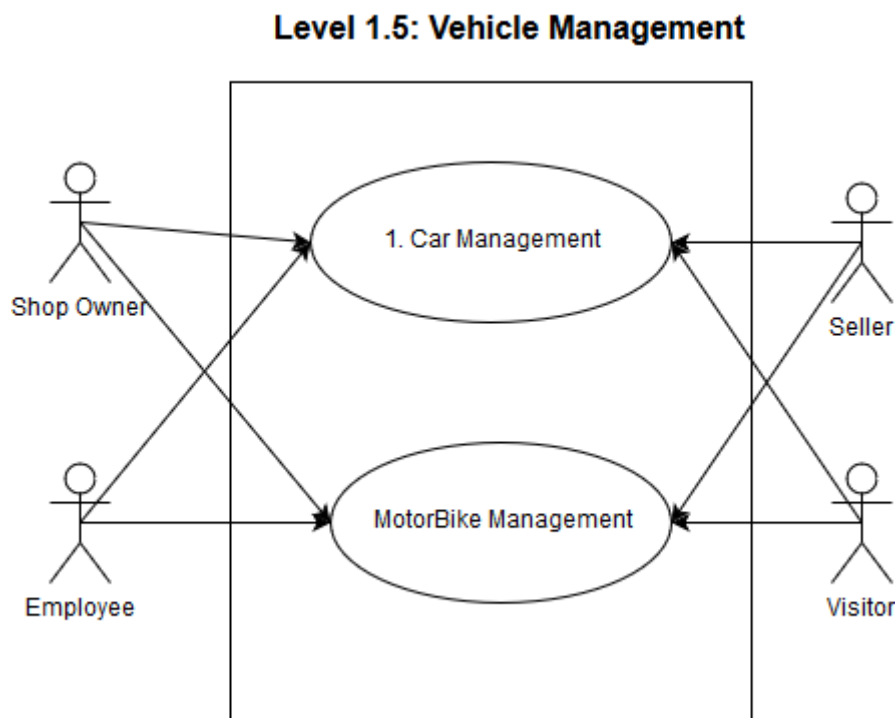 Level 1.5: Vehicle Management
1. Car Management
Shop Owner
Seller
MotorBike Management
Employee
Visitor